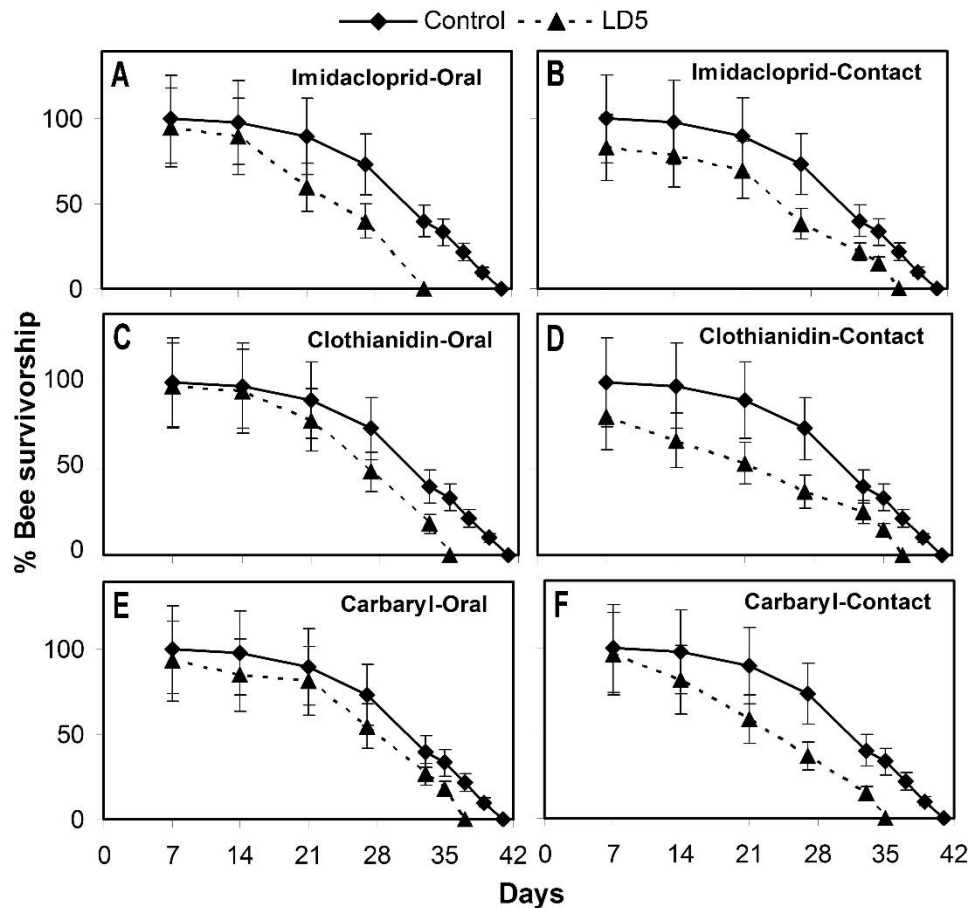 Control LD5
A Imidacloprid-Oral
B Imidacloprid-Contact
100
50
0
C Clothianidin-Oral
D Clothianidin-Contact
100
50
0
E Carbaryl-Oral
F Carbaryl-Contact
100
50
0
0 7 14 21 28 35 42
0 7 14 21 28 35 42
% Bee survivorship
Days